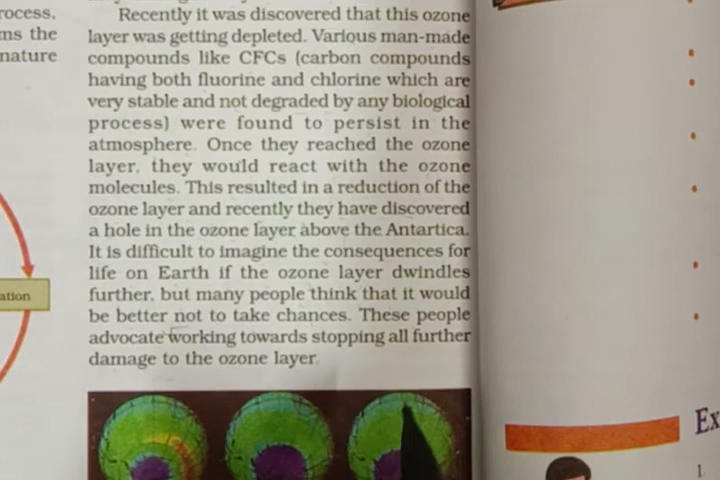 rocess,
ms the
nature
Recently it was discovered that this ozone
layer was getting depleted. Various man-made
compounds like CFCs (carbon compounds
having both fluorine and chlorine which are
very stable and not degraded by any biological
process) were found to persist in the
atmosphere. Once they reached the ozone
layer, they would react with the ozone
molecules. This resulted in a reduction of the
ozone layer and recently they have discovered
a hole in the ozone layer above the Antartica.
It is difficult to imagine the consequences for
life on Earth if the ozone layer dwindles
further, but many people think that it would
be better not to take chances. These people
advocate working towards stopping all further
damage to the ozone layer.
ation
Ex
1.